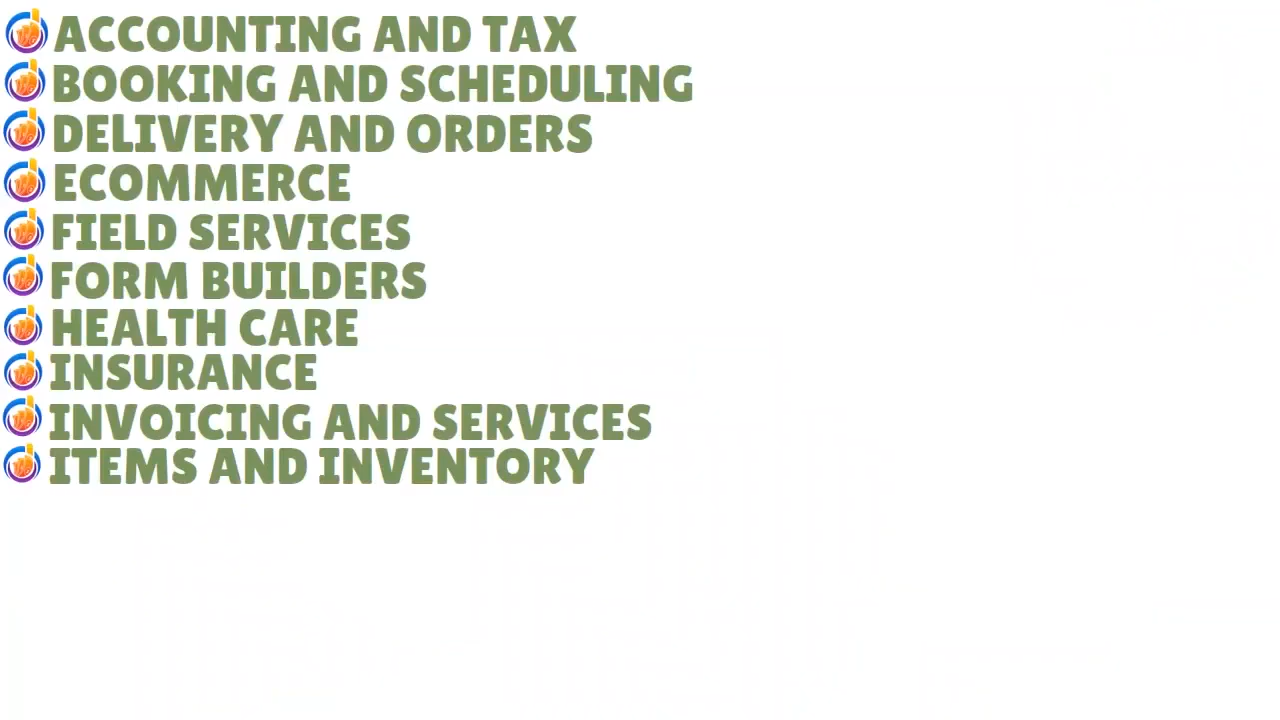 ACCOUNTING AND TAX
BOOKING AND SCHEDULING
DELIVERY AND ORDERS
ECOMMERCE
FIELD SERVICES
FORM BUILDERS
HEALTH CARE
INSURANCE
INVOICING AND SERVICES
ITEMS AND INVENTORY